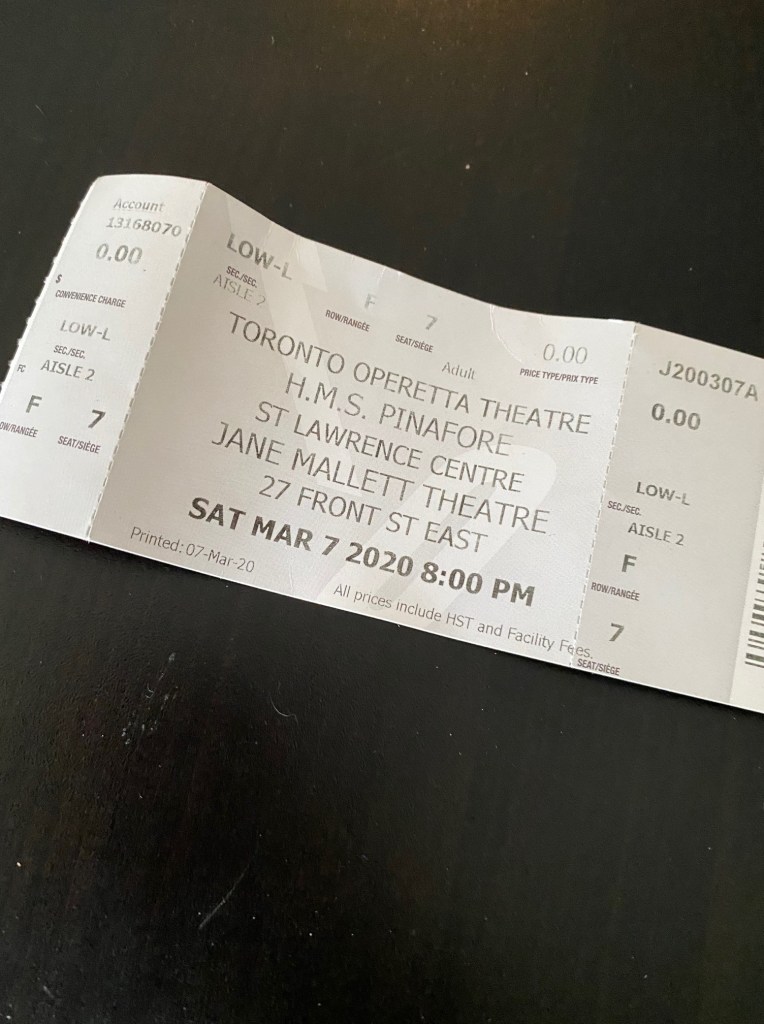 Account
13168070
0.00
$
CONVENIENCE CHARGE
LOW-L
SEC./SEC.
AISLE 2
F 7
OW/RANGÉE SEAT/SIÈGE
LOW-L
SEC./SEC.
AISLE 2
F
ROW/RANGÉE
7
SEAT/SIÈGE
Adult
0.00
PRICE TYPE/PRIX TYPE
TORONTO OPERETTA THEATRE
H.M.S. PINAFORE
ST LAWRENCE CENTRE
JANE MALLETT THEATRE
27 FRONT ST EAST
SAT MAR 7 2020 8:00 PM
Printed: 07-Mar-20
All prices include HST and Facility Fees.
J200307A
0.00
LOW-L
SEC./SEC.
AISLE 2
F
ROW/RANGÉE
7
SEAT/SIÈGE